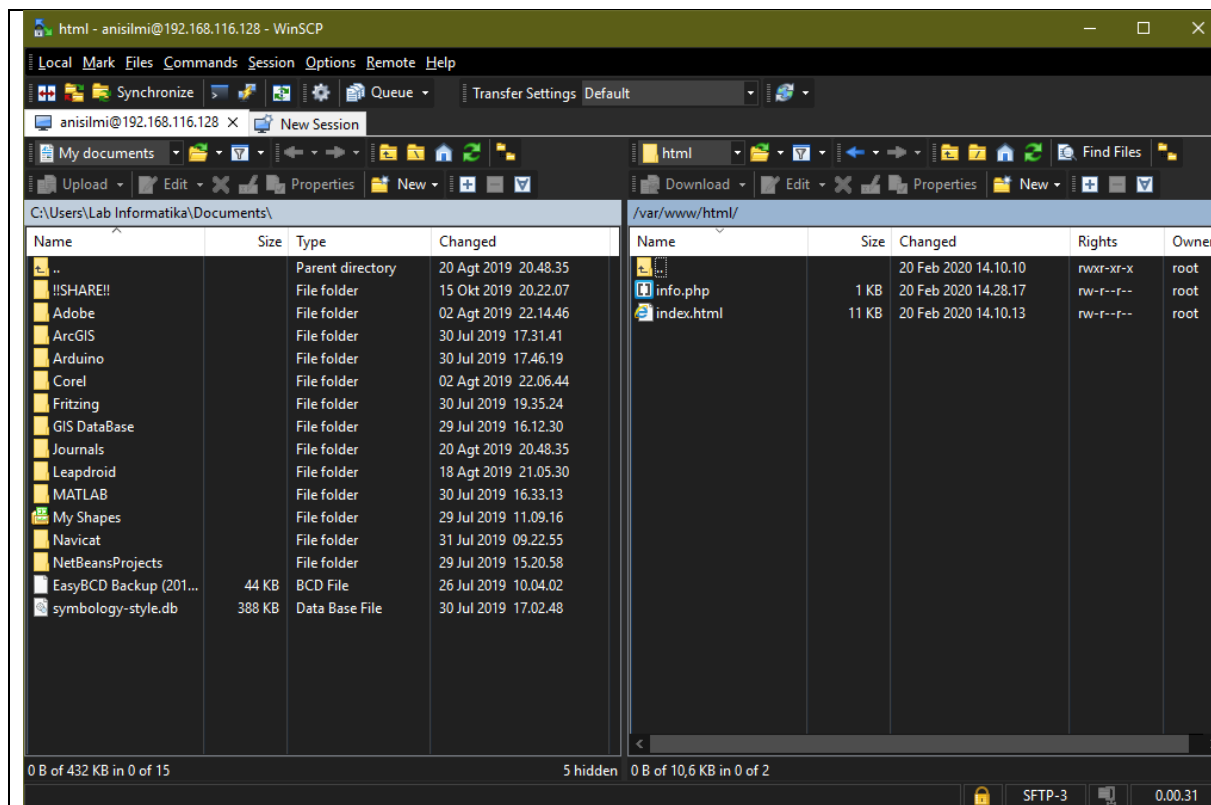 html - anisilmi@192.168.116.128 - WinSCP
Local Mark Files Commands Session Options Remote Help
Synchronize Queue Transfer Settings Default
anisilmi@192.168.116.128 New Session
My documents html Find Files
Upload Edit Properties New Download Edit Properties New
C:\Users\Lab Informatika\Documents\ /var/www/html/
Name Size Type Changed Name Size Changed Rights Owner
.. Parent directory 20 Agt 2019 20.48.35 .. 20 Feb 2020 14.10.10 rwxr-xr-x root
!!SHARE!! File folder 15 Okt 2019 20.22.07 info.php 1 KB 20 Feb 2020 14.28.17 rw-r--r-- root
Adobe File folder 02 Agt 2019 22.14.46 index.html 11 KB 20 Feb 2020 14.10.13 rw-r--r-- root
ArcGIS File folder 30 Jul 2019 17.31.41
Arduino File folder 30 Jul 2019 17.46.19
Corel File folder 02 Agt 2019 22.06.44
Fritzing File folder 30 Jul 2019 19.35.24
GIS DataBase File folder 29 Jul 2019 16.12.30
Journals File folder 20 Agt 2019 20.48.35
Leapdroid File folder 18 Agt 2019 21.05.30
MATLAB File folder 30 Jul 2019 16.33.13
My Shapes File folder 29 Jul 2019 11.09.16
Navicat File folder 31 Jul 2019 09.22.55
NetBeansProjects File folder 29 Jul 2019 15.20.58
EasyBCD Backup (201... 44 KB BCD File 26 Jul 2019 10.04.02
symbology-style.db 388 KB Data Base File 30 Jul 2019 17.02.48
0 B of 432 KB in 0 of 15 5 hidden 0 B of 10,6 KB in 0 of 2
SFTP-3 0.00.31